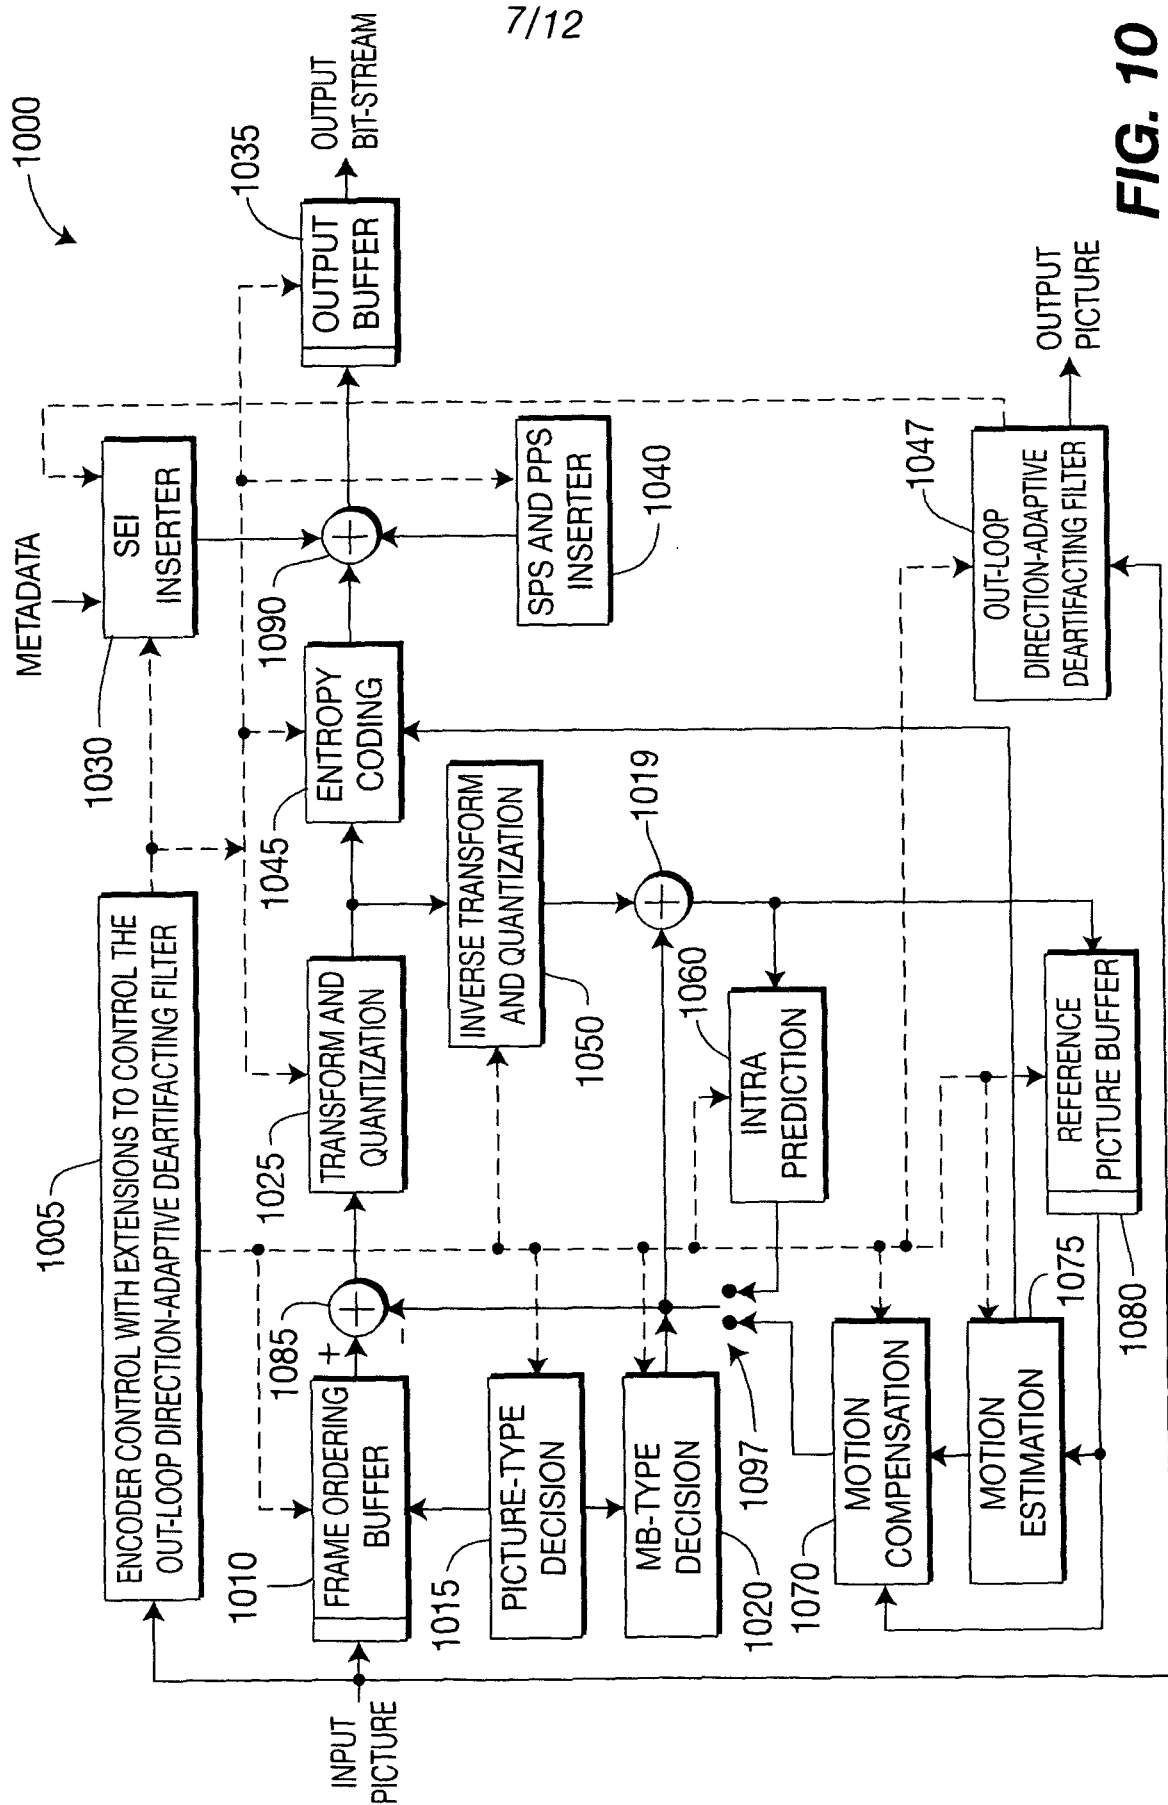 7/12
1000
1005
ENCODER CONTROL WITH EXTENSIONS TO CONTROL THE
OUT-LOOP DIRECTION-ADAPTIVE DEARTIFACTING FILTER
METADATA
1030
SEI
INSERTER
INPUT
PICTURE
1010
FRAME ORDERING
BUFFER
+
1085
+
-
1025
TRANSFORM AND
QUANTIZATION
1045
ENTROPY
CODING
1090
+
1035
OUTPUT
BUFFER
OUTPUT
BIT-STREAM
1015
PICTURE-TYPE
DECISION
INVERSE TRANSFORM
AND QUANTIZATION
1050
SPS AND PPS
INSERTER
1040
MB-TYPE
DECISION
1020
1097
1019
+
1060
INTRA
PREDICTION
1070
MOTION
COMPENSATION
MOTION
ESTIMATION
1075
REFERENCE
PICTURE BUFFER
1080
1047
OUT-LOOP
DIRECTION-ADAPTIVE
DEARTIFACTING FILTER
OUTPUT
PICTURE
FIG. 10